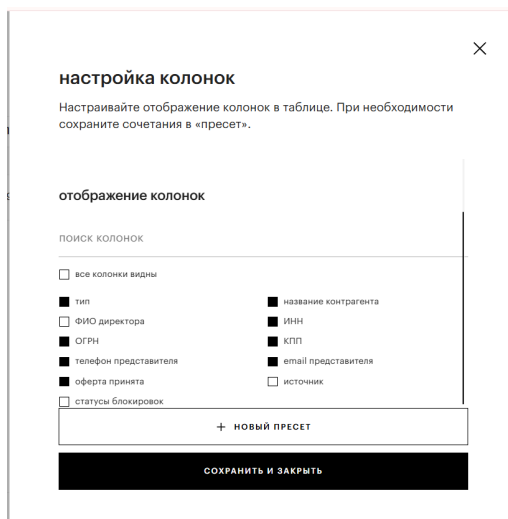 настройка колонок
Настраивайте отображение колонок в таблице. При необходимости
сохраните сочетания в «пресет».
отображение колонок
ПОИСК КОЛОНОК
все колонки видны
тип
название контрагента
ФИО директора
ИНН
ОГРН
КПП
телефон представителя
email представителя
оферта принята
источник
статусы блокировок
+ НОВЫЙ ПРЕСЕТ
СОХРАНИТЬ И ЗАКРЫТЬ